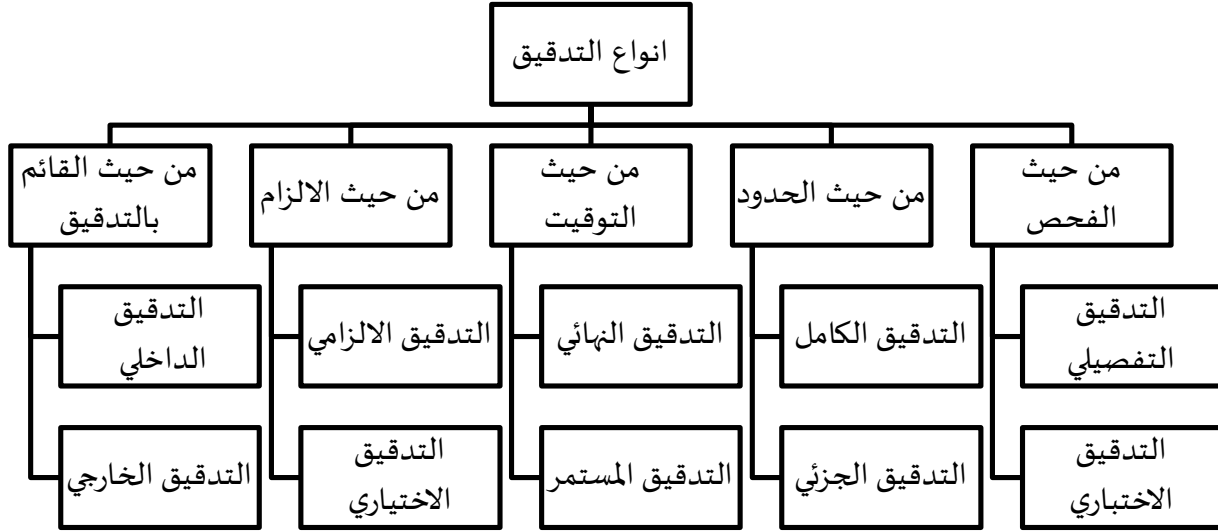 انواع التدقيق
من حيث
الفحص
من حيث الحدود
من حيث
التوقيت
من حيث الالزام
من حيث القائم
بالتدقيق
التدقيق
التفصيلي
التدقيق الكامل
التدقيق النهائي
التدقيق الالزامي
التدقيق
الداخلي
التدقيق
الاختباري
التدقيق الجزئي
التدقيق المستمر
التدقيق
الاختياري
التدقيق الخارجي